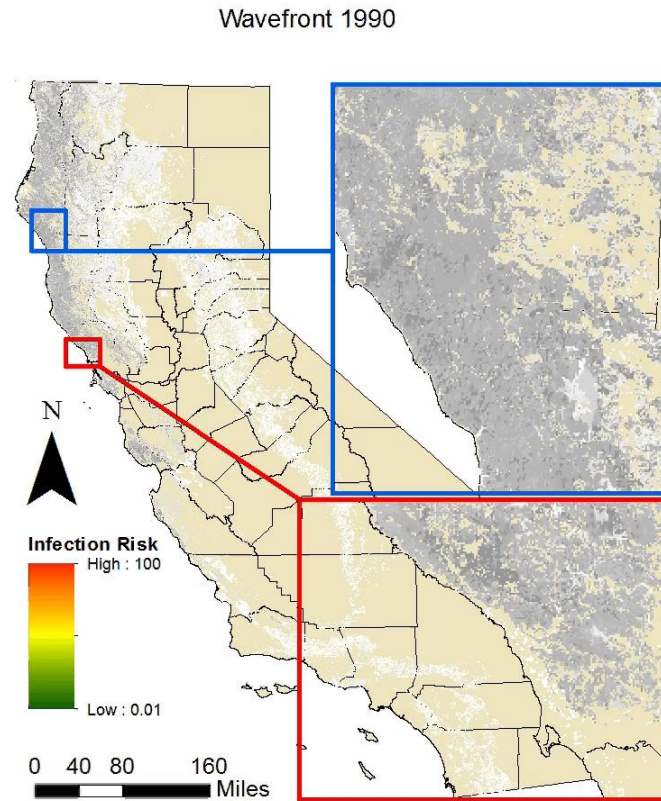 Wavefront 1990
N
Infection Risk
High : 100
Low : 0.01
0 40 80 160
Miles